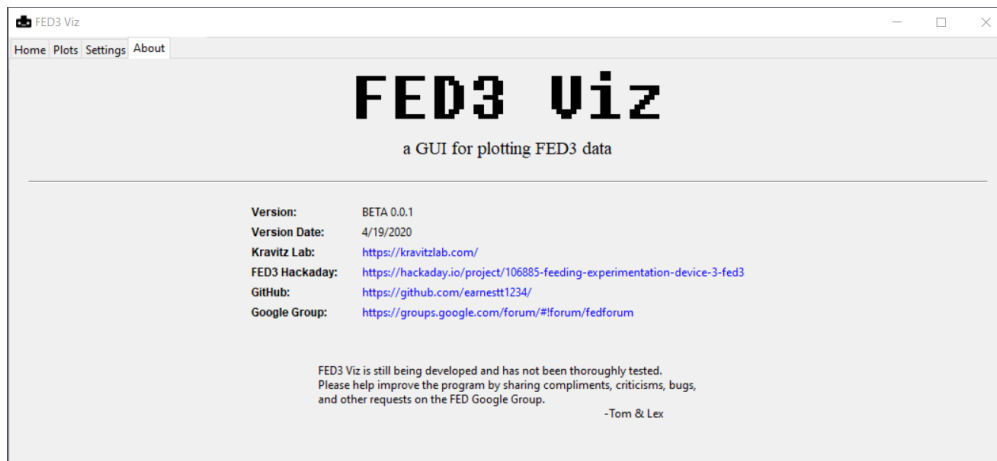 FED3 Viz
Home Plots Settings About
FED3 Viz
a GUI for plotting FED3 data
Version: BETA 0.0.1
Version Date: 4/19/2020
Kravitz Lab: https://kravitzlab.com/
FED3 Hackaday: https://hackaday.io/project/106885-feeding-experimentation-device-3-fed3
GitHub: https://github.com/earnestt1234/
Google Group: https://groups.google.com/forum/#!forum/fedforum
FED3 Viz is still being developed and has not been thoroughly tested.
Please help improve the program by sharing compliments, criticisms, bugs,
and other requests on the FED Google Group.
-Tom & Lex